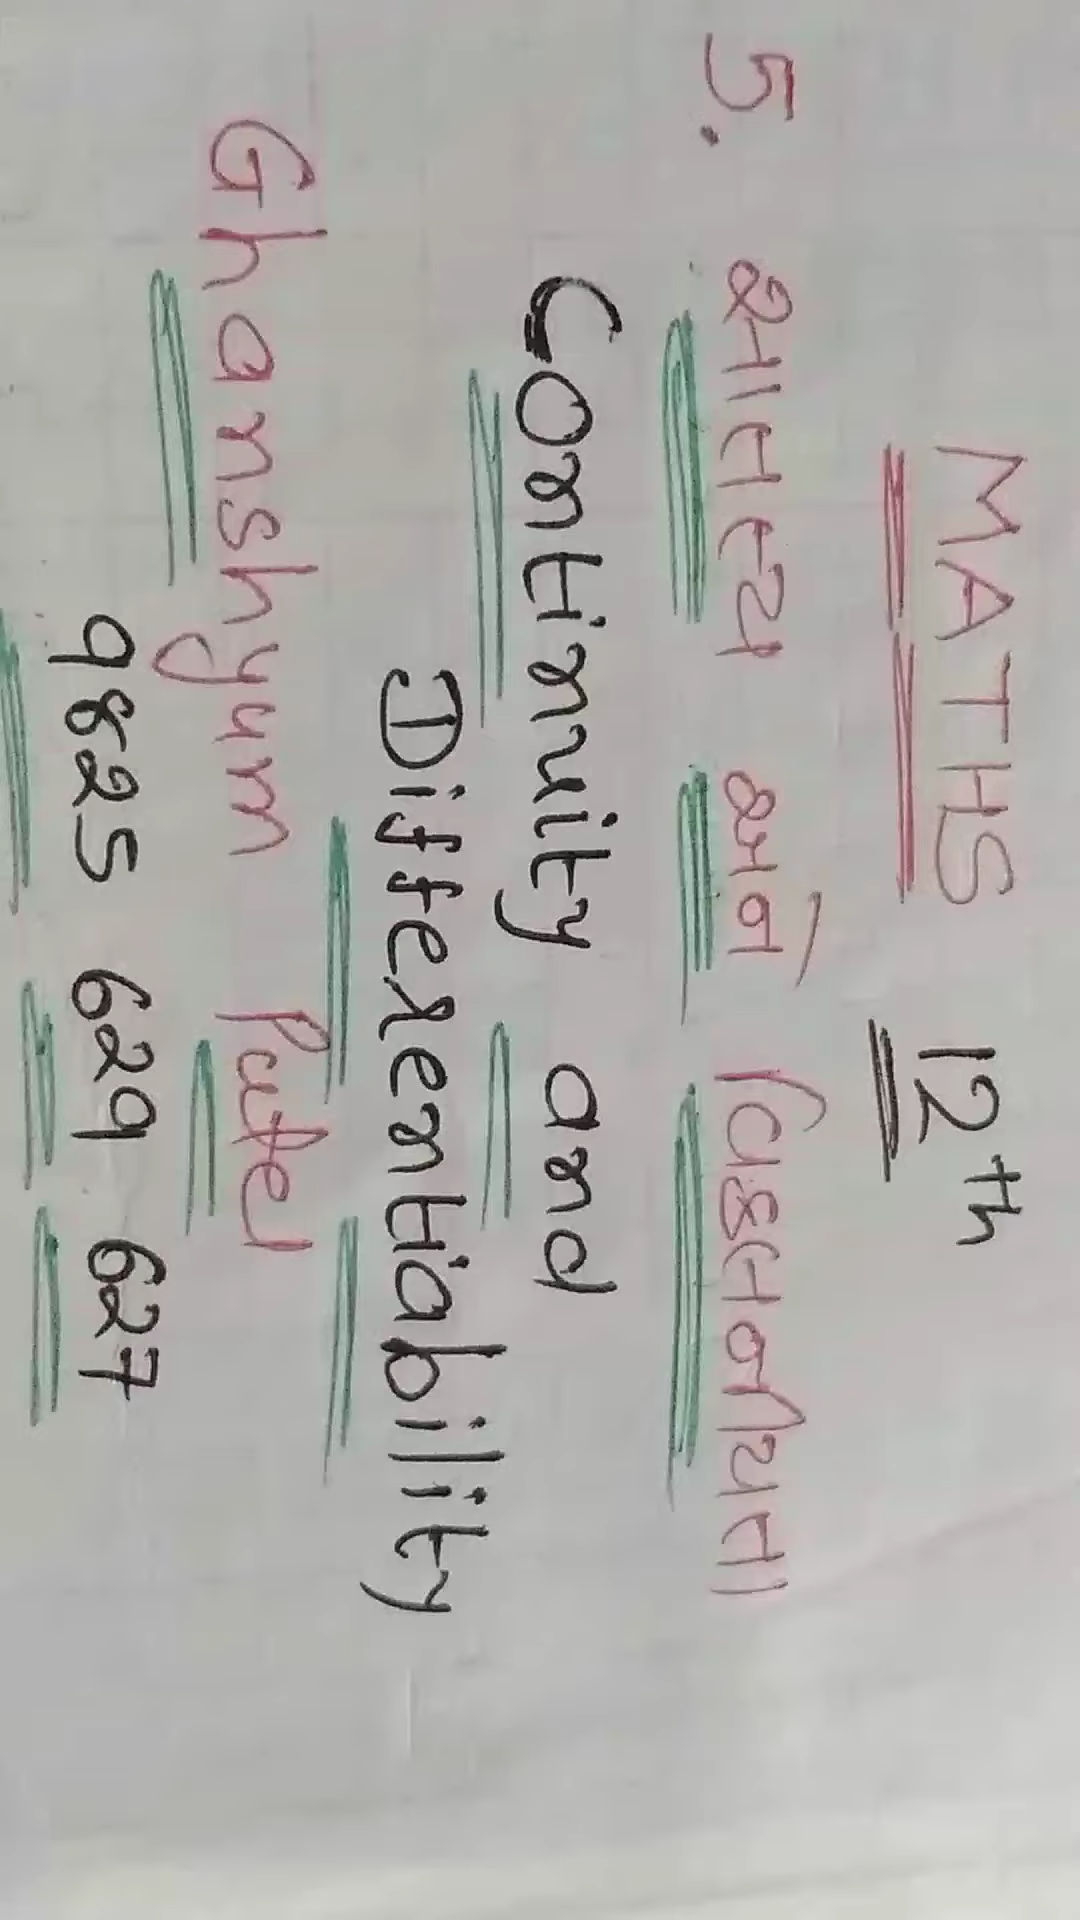 MATHS 12th
5. સાતત્ય અને વિકલનીયતા
Continuity and
Differentiability
Ghanshyam Patel
9825 629 627